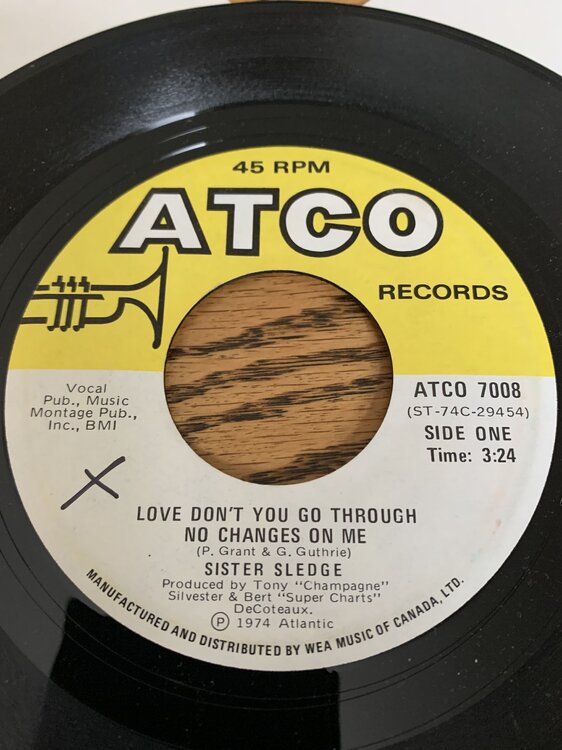 45 RPM
ATCO
RECORDS
Vocal
Pub., Music
Montage Pub.,
Inc., BMI
ATCO 7008
(ST-74C-29454)
SIDE ONE
Time: 3:24
X
LOVE DON'T YOU GO THROUGH
NO CHANGES ON ME
(P. Grant & G. Guthrie)
SISTER SLEDGE
Produced by Tony "Champagne"
Silvester & Bert "Super Charts"
DeCoteaux.
Ⓟ 1974 Atlantic
MANUFACTURED AND DISTRIBUTED BY WEA MUSIC OF CANADA, LTD.